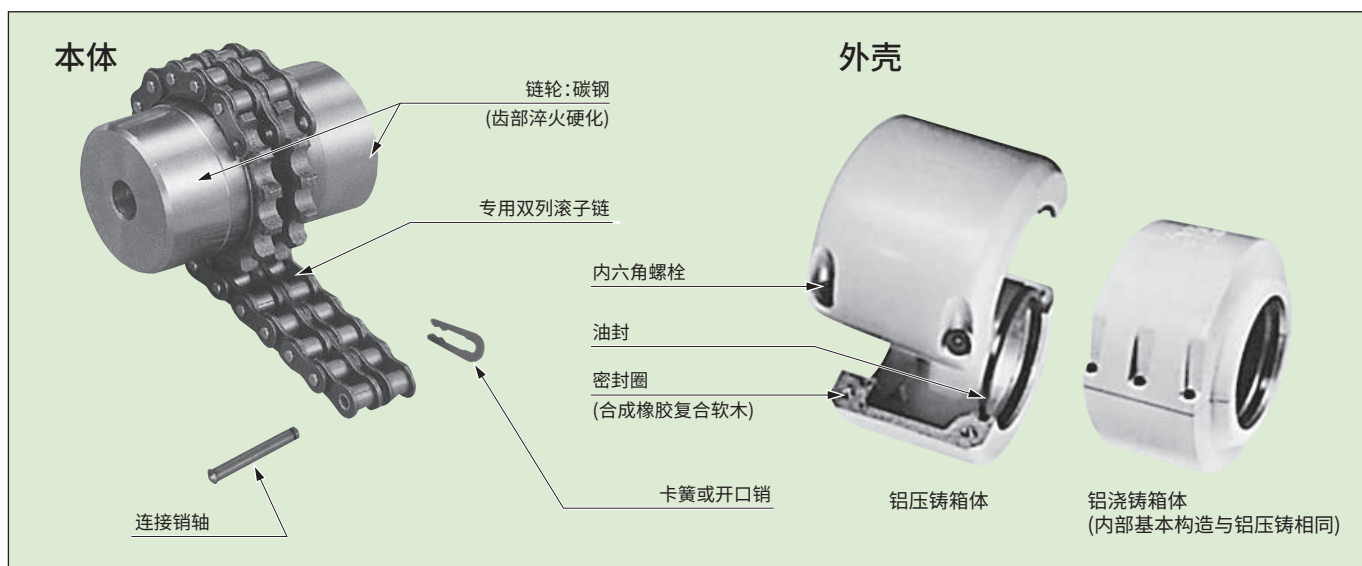 本体
链轮：碳钢
(齿部淬火硬化)
专用双列滚子链
卡簧或开口销
连接销轴
外壳
内六角螺栓
油封
密封圈
(合成橡胶复合软木)
铝压铸箱体
铝浇铸箱体
(内部基本构造与铝压铸相同)